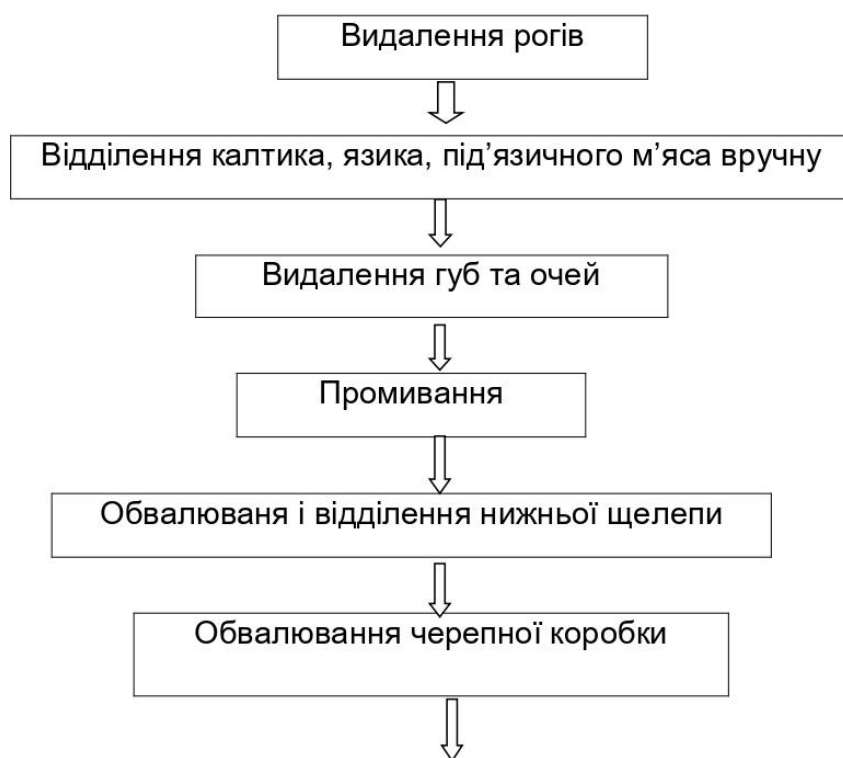 Видалення рогів
Відділення калтика, язика, під’язичного м’яса вручну
Видалення губ та очей
Промивання
Обвалюваня і відділення нижньої щелепи
Обвалювання черепної коробки